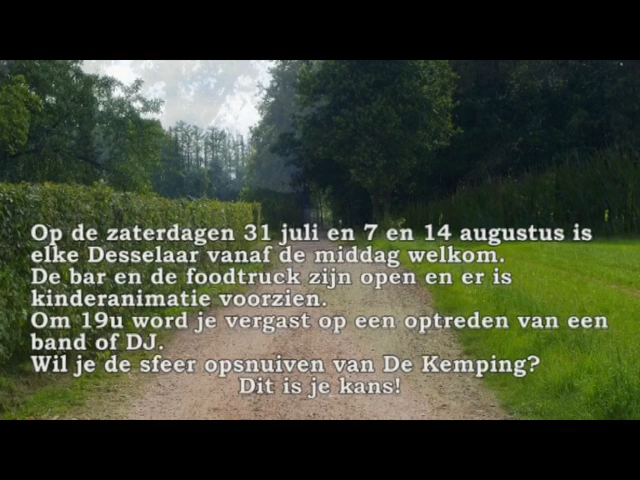 Op de zaterdagen 31 juli en 7 en 14 augustus is
elke Desselaar vanaf de middag welkom.
De bar en de foodtruck zijn open en er is
kinderanimatie voorzien.
Om 19u word je vergast op een optreden van een
band of DJ.
Wil je de sfeer opsnuiven van De Kemping?
Dit is je kans!